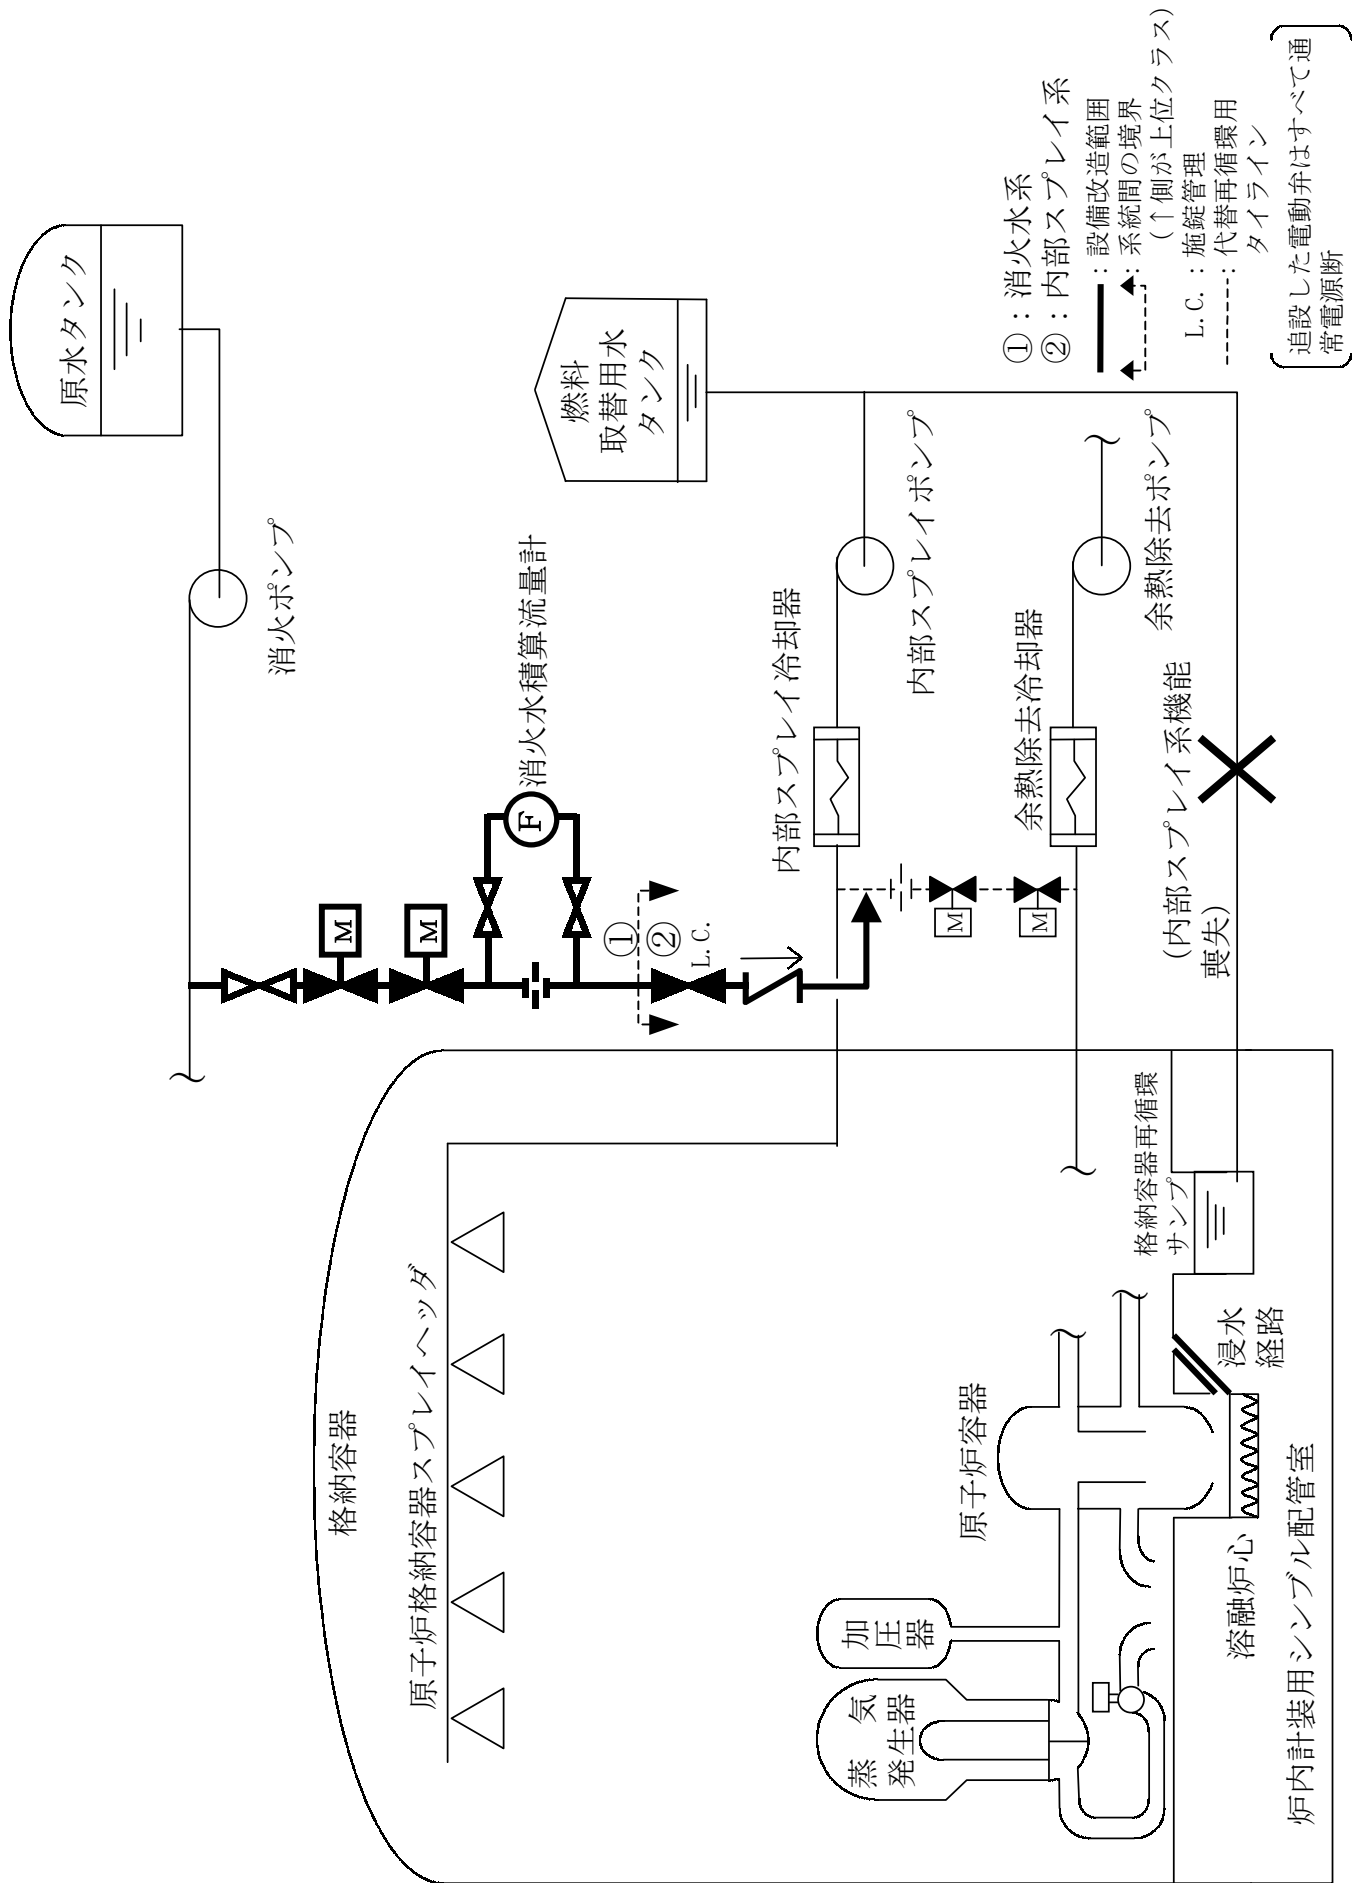 原水タンク
消火ポンプ
M
M
消火水積算流量計
F
燃料
取替用水
タンク
①
②
L.C.
内部スプレイ冷却器
内部スプレイポンプ
M
M
余熱除去冷却器
余熱除去ポンプ
(内部スプレイ系機能
喪失)
格納容器
原子炉格納容器スプレイヘッダ
蒸気
発生器
加圧器
原子炉容器
格納容器再循環
サンプ
浸水
経路
溶融炉心
炉内計装用シンブル配管室
①：消火水系
②：内部スプレイ系
：設備改造範囲
：系統間の境界
(↑側が上位クラス)
L.C.：施錠管理
：代替再循環用
タイライン
追設した電動弁はすべて通
常電源断